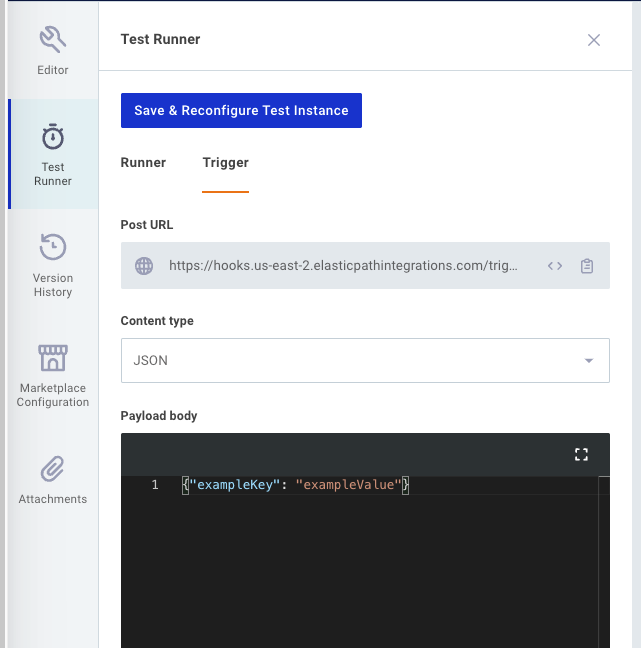 Editor
Test
Runner
Version
History
Marketplace
Configuration
Attachments
Test Runner
Save & Reconfigure Test Instance
Runner
Trigger
Post URL
https://hooks.us-east-2.elasticpathintegrations.com/trig...
Content type
JSON
Payload body
1 {"exampleKey": "exampleValue"}